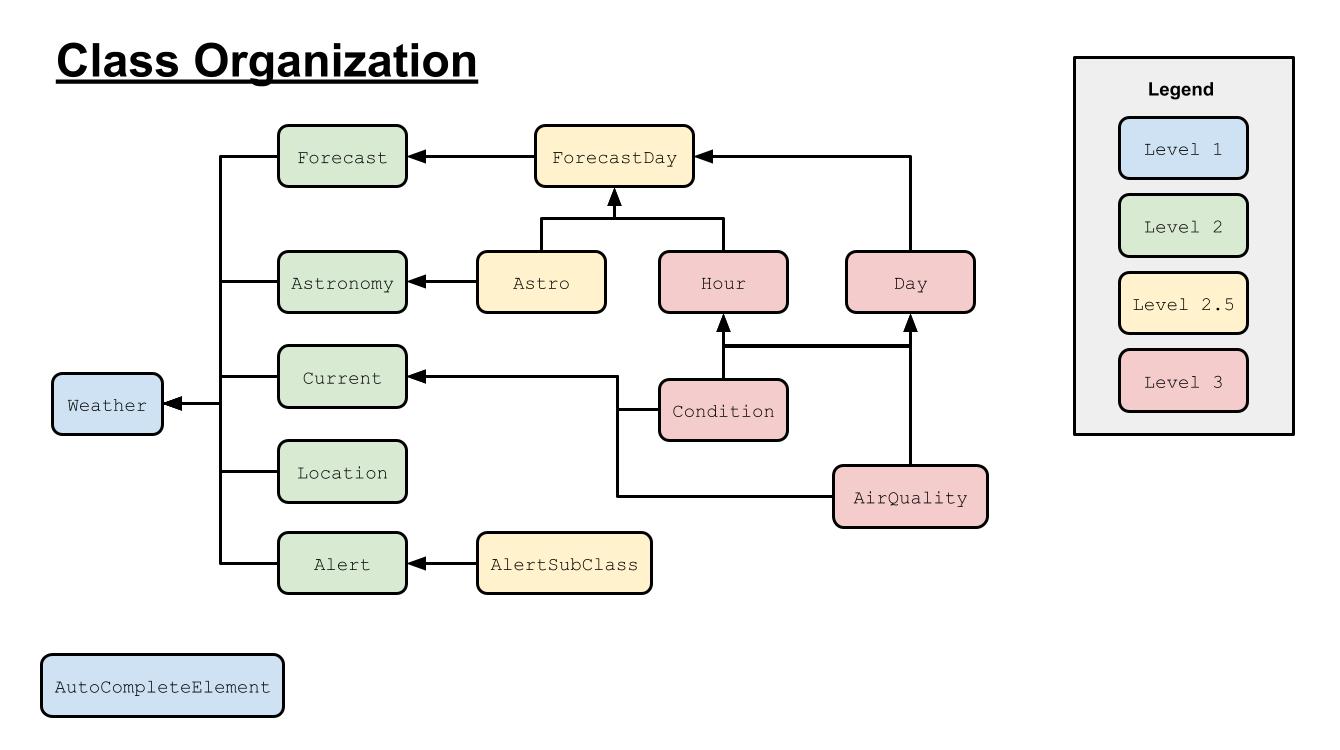 Class Organization
Legend
Level 1
Level 2
Level 2.5
Level 3
Forecast
ForecastDay
Astronomy
Astro
Hour
Day
Current
Weather
Condition
Location
AirQuality
Alert
AlertSubClass
AutoCompleteElement